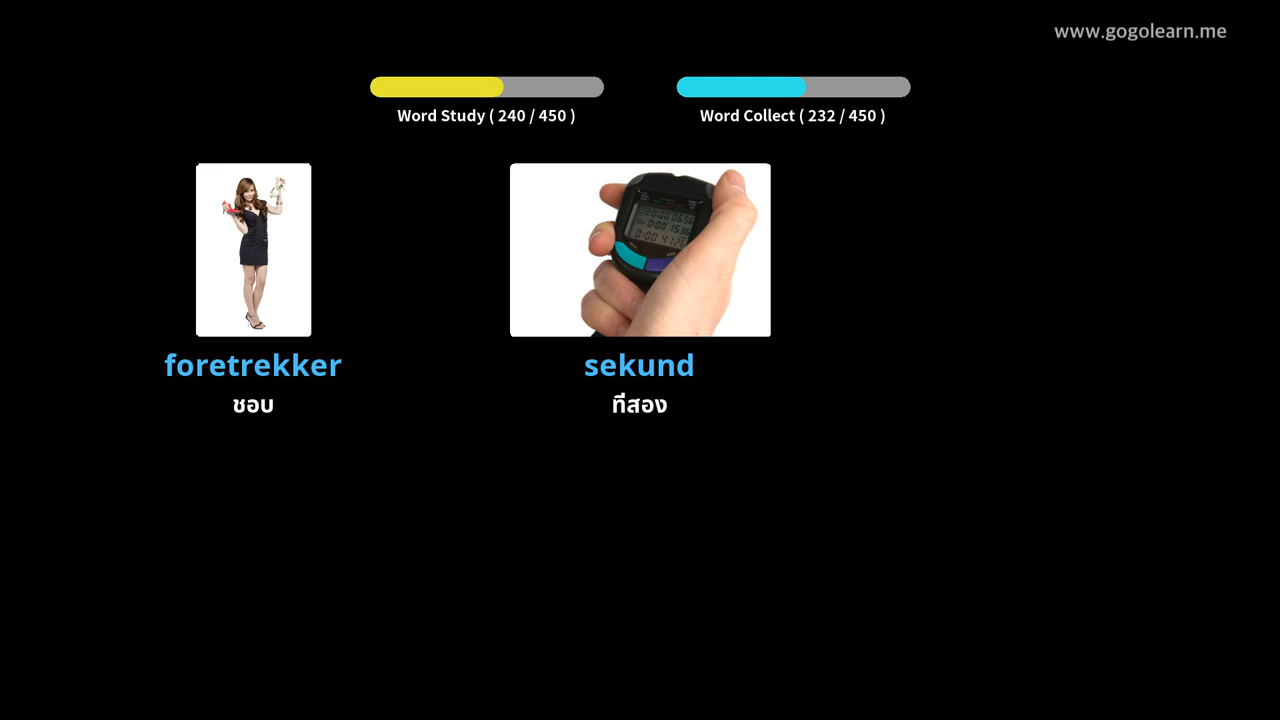 www.gogolearn.me
Word Study ( 240 / 450 )
Word Collect ( 232 / 450 )
foretrekker
ชอบ
sekund
ที่สอง